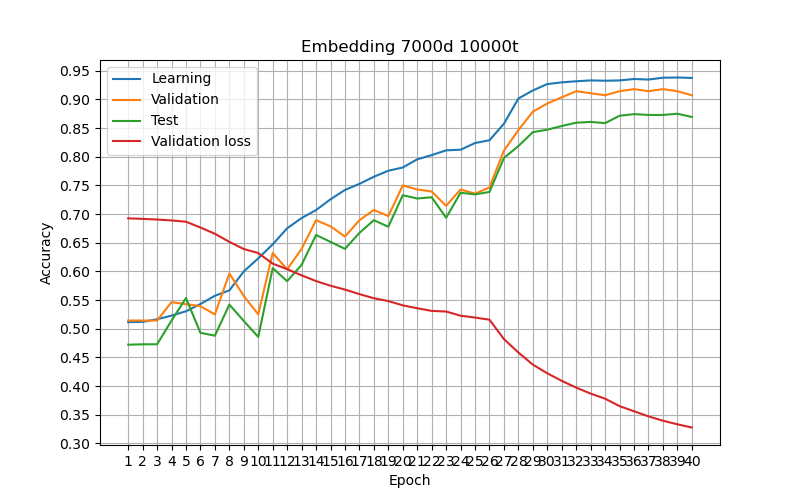 Embedding 7000d 10000t
Learning
Validation
Test
Validation loss
Accuracy
0.95
0.90
0.85
0.80
0.75
0.70
0.65
0.60
0.55
0.50
0.45
0.40
0.35
0.30
1 2 3 4 5 6 7 8 9 10 11 12 13 14 15 16 17 18 19 20 21 22 23 24 25 26 27 28 29 30 31 32 33 34 35 36 37 38 39 40
Epoch